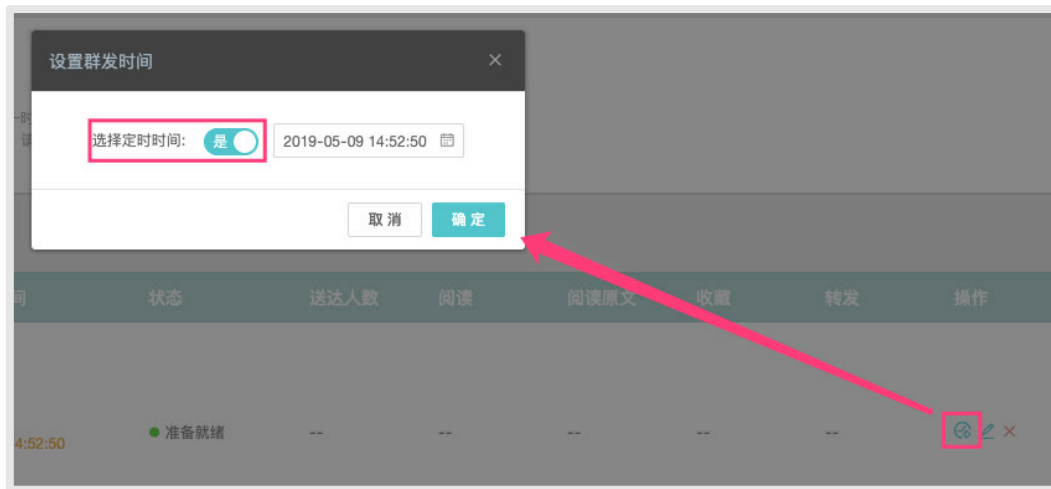 设置群发时间
选择定时时间: 是 2019-05-09 14:52:50
取 消 确 定
间 状态 送达人数 阅读 阅读原文 收藏 转发 操作
4:52:50 准备就绪 -- -- -- -- --